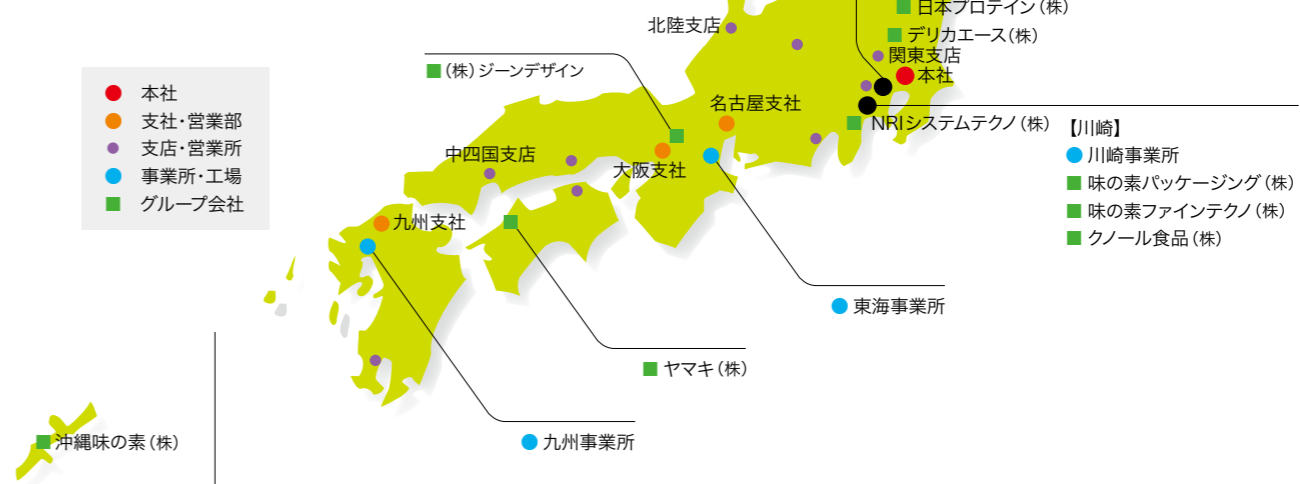 日本プロテイン（株）
デリカエース（株）
関東支店
本社
北陸支店
（株）ジーンデザイン
本社
支社・営業部
支店・営業所
事業所・工場
グループ会社
名古屋支社
NRIシステムテクノ（株）
中四国支店
大阪支社
九州支社
【川崎】
川崎事業所
味の素パッケージング（株）
味の素ファインテクノ（株）
クノール食品（株）
東海事業所
ヤマキ（株）
九州事業所
沖縄味の素（株）